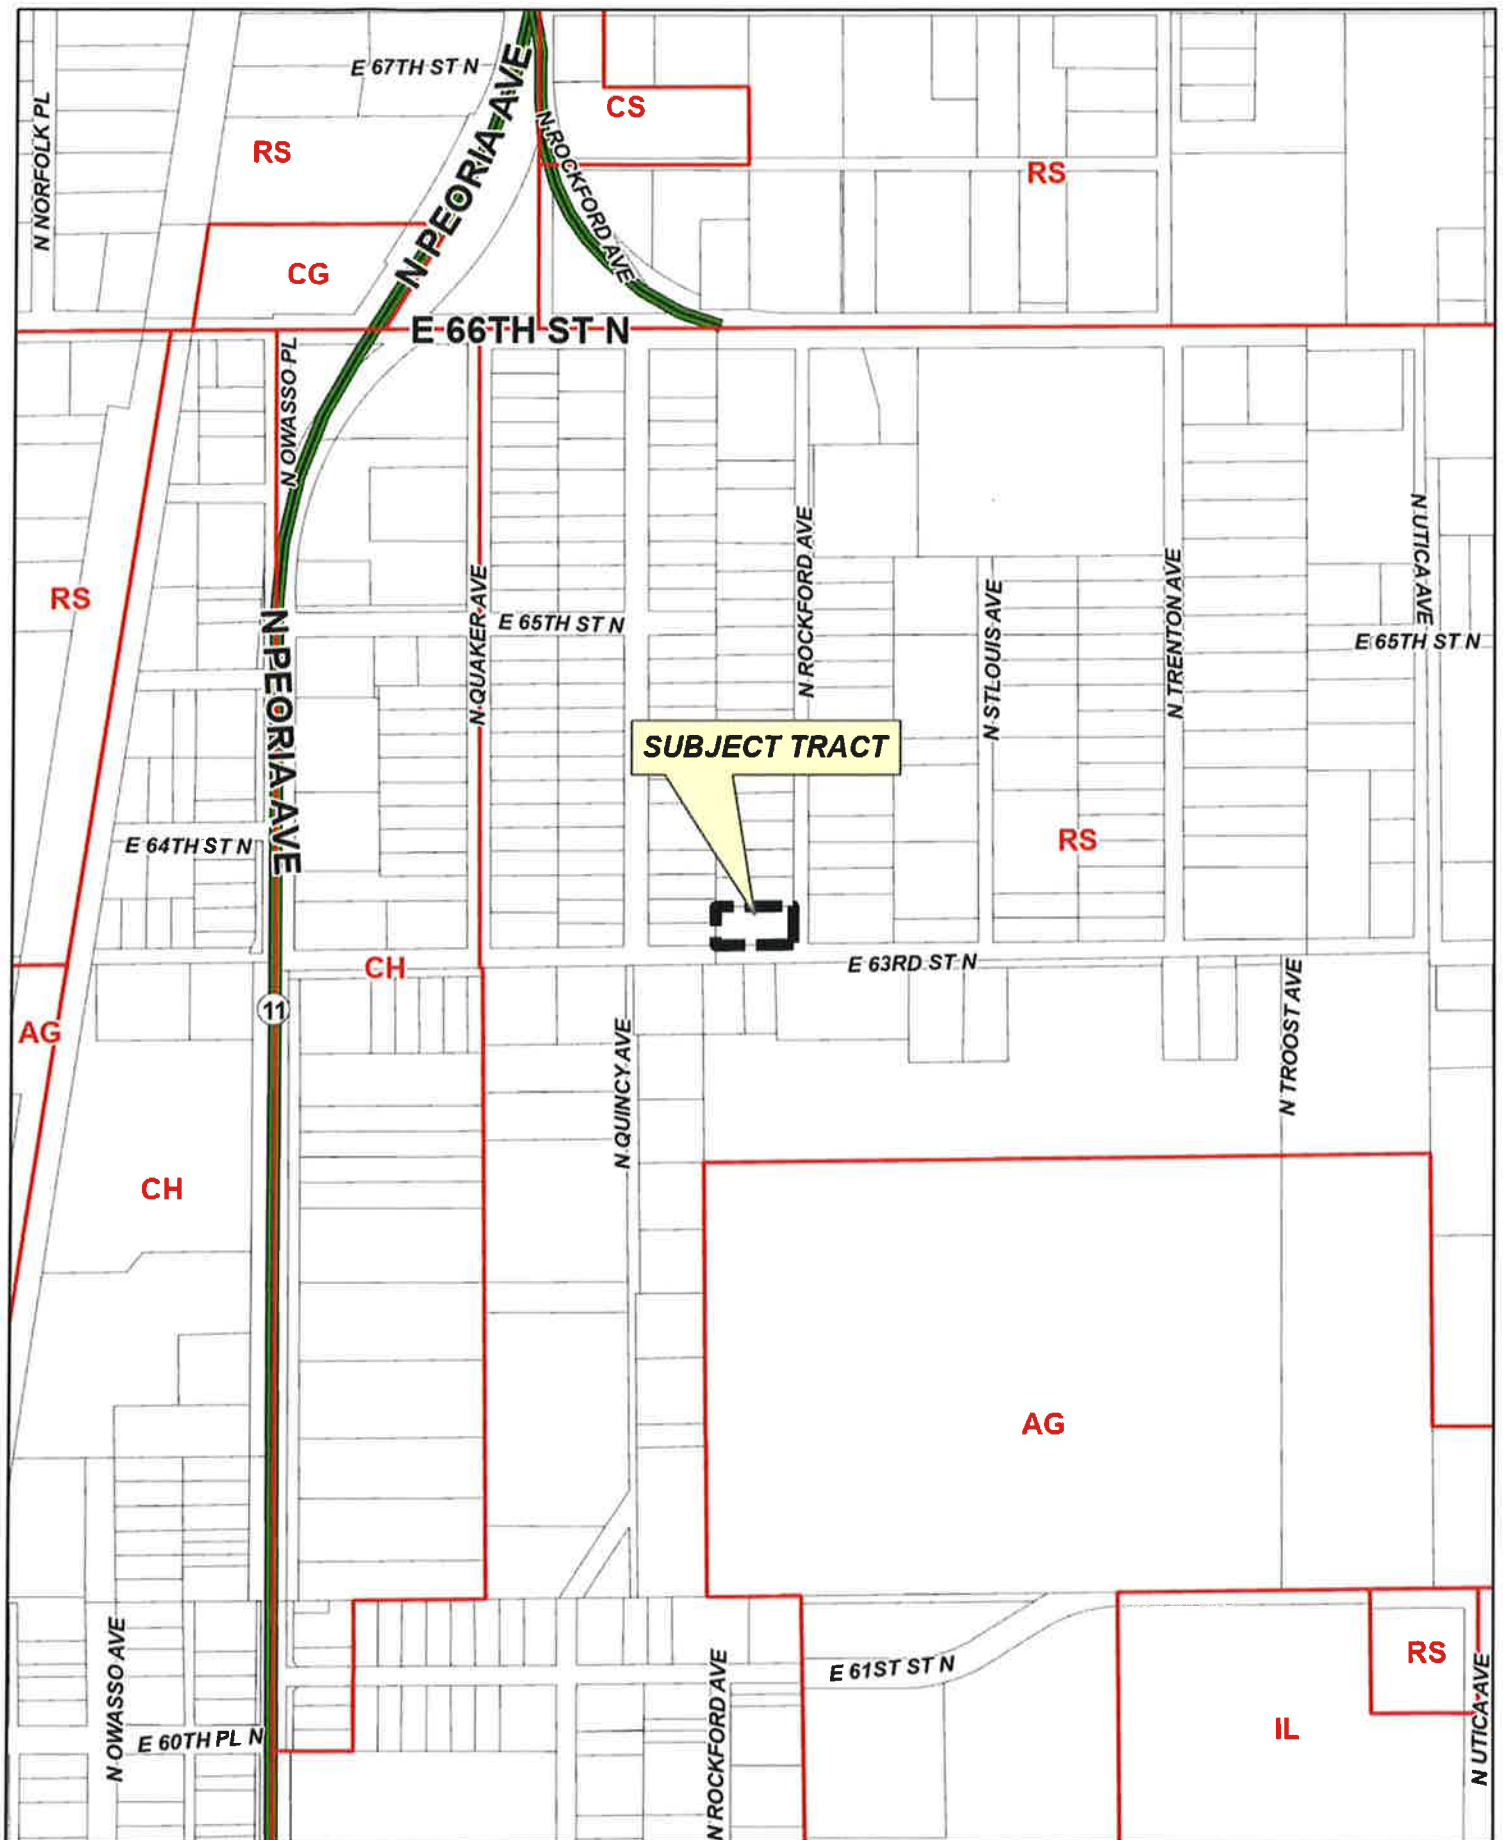 E 67TH ST N
N NORFOLK PL
N PEORIA AVE
CS
N ROCKFORD AVE
RS
RS
CG
E 66TH ST N
N OWASSO PL
N UTICA AVE
N ROCKFORD AVE
N QUAKER AVE
N STLOUIS AVE
N TRENTON AVE
RS
E 65TH ST N
E 65TH ST N
N PEORIA AVE
SUBJECT TRACT
RS
E 64TH ST N
E 63RD ST N
CH
11
AG
N TROOST AVE
N QUINCY AVE
CH
AG
N OWASSO AVE
N ROCKFORD AVE
E 61ST ST N
RS
N UTICA AVE
E 60TH PL N
IL